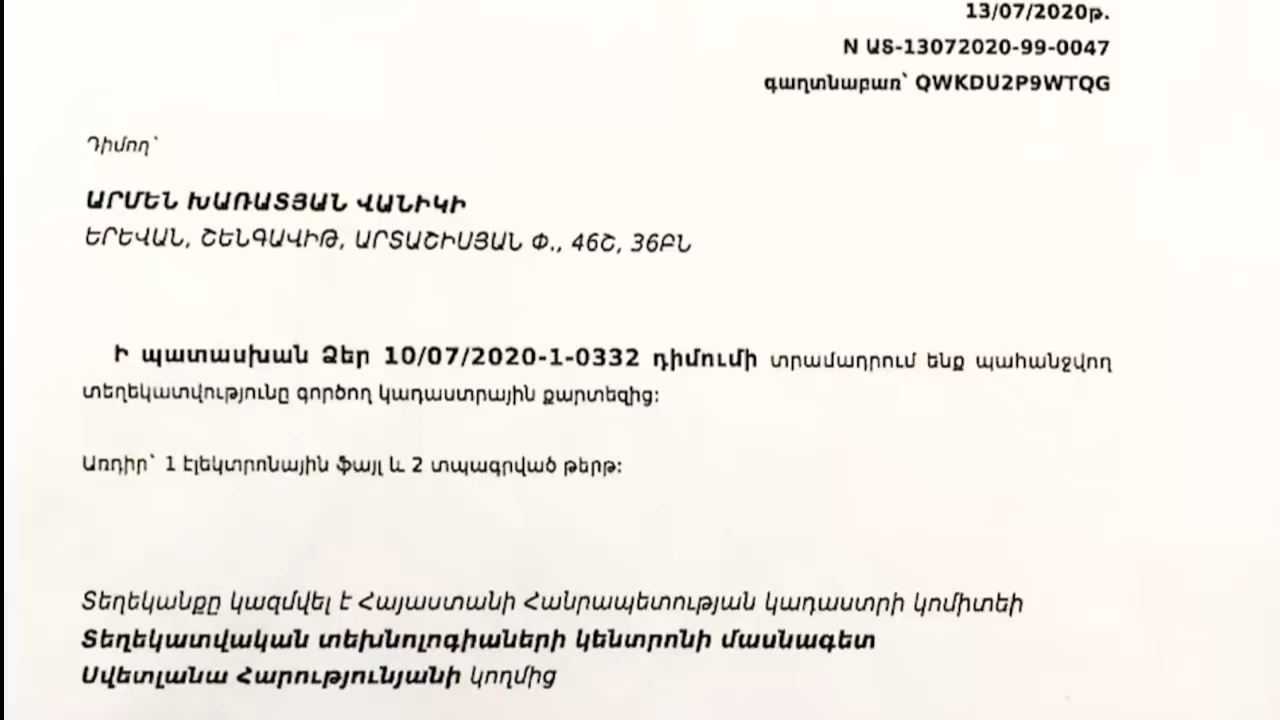 13/07/2020թ.
N ԱՏ-13072020-99-0047
գաղտնաբառ՝ QWKDU2P9WTQG
Դիմող՝
ԱՐՄԵՆ ԽԱՌԱՏՅԱՆ ՎԱՆԻԿԻ
ԵՐԵՎԱՆ, ՇԵՆԳԱՎԻԹ, ԱՐՏԱՇԻՍՅԱՆ Փ., 46Շ, 36ԲՆ
Ի պատասխան Ձեր 10/07/2020-1-0332 դիմումի տրամադրում ենք պահանջվող
տեղեկատվությունը գործող կադաստրային քարտեզից:
Առդիր՝ 1 էլեկտրոնային ֆայլ և 2 տպագրված թերթ:
Տեղեկանքը կազմվել է Հայաստանի Հանրապետության կադաստրի կոմիտեի
Տեղեկատվական տեխնոլոգիաների կենտրոնի մասնագետ
Սվետլանա Հարությունյանի կողմից